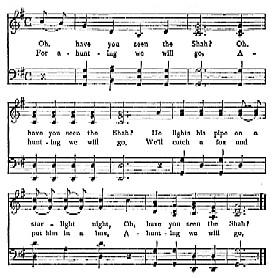 Oh, have you seen the Shah? Oh,
For a - hunt - ing we will go, A -
have you seen the Shah? He lights his pipe on a
hunt - ing we will go, We'll catch a fox and
star - light night, Oh, have you seen the Shah?
put him in a box, A - hunt - ing we will go,